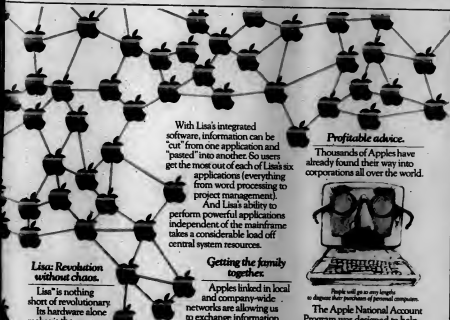 Lisa: Revolution
without chaos.
Lisa™ is nothing
short of revolutionary.
Its hardware alone
With Lisa's integrated
software, information can be
"cut" from one application and
"pasted" into another. So users
get the most out of each of Lisa's six
applications (everything
from word processing to
project management).
And Lisa's ability to
perform powerful applications
independent of the mainframe
takes a considerable load off
central system resources.
Getting the family
together.
Apples linked in local
and company-wide
networks are allowing us
to exchange information
Profitable advice.
Thousands of Apples have
already found their way into
corporations all over the world.
People will go to any lengths
to disguise their purchases of personal computers.
The Apple National Account
Program was designed to help